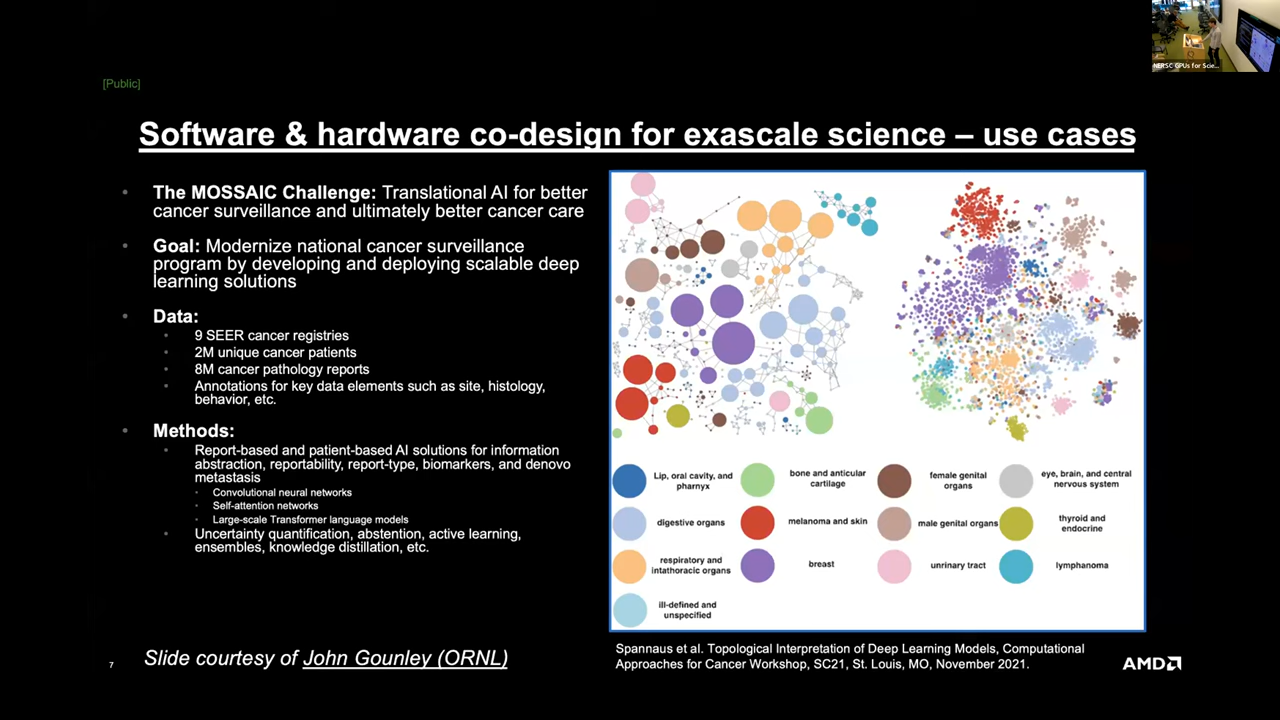 NERSC GPUs for Scie...
[Public]
Software & hardware co-design for exascale science – use cases
• The MOSSAIC Challenge: Translational AI for better
cancer surveillance and ultimately better cancer care
• Goal: Modernize national cancer surveillance
program by developing and deploying scalable deep
learning solutions
• Data:
• 9 SEER cancer registries
• 2M unique cancer patients
• 8M cancer pathology reports
• Annotations for key data elements such as site, histology,
behavior, etc.
• Methods:
• Report-based and patient-based AI solutions for information
abstraction, reportability, report-type, biomarkers, and denovo
metastasis
• Convolutional neural networks
• Self-attention networks
• Large-scale Transformer language models
• Uncertainty quantification, abstention, active learning,
ensembles, knowledge distillation, etc.
Lip, oral cavity, and
pharnyx
bone and anticular
cartilage
female genital
organs
eye, brain, and central
nervous system
digestive organs
melanoma and skin
male genital organs
thyroid and
endocrine
respiratory and
intathoracic organs
breast
unrinary tract
lymphanoma
ill-defined and
unspecified
7
Slide courtesy of John Gounley (ORNL)
Spannaus et al. Topological Interpretation of Deep Learning Models, Computational
Approaches for Cancer Workshop, SC21, St. Louis, MO, November 2021.
AMD